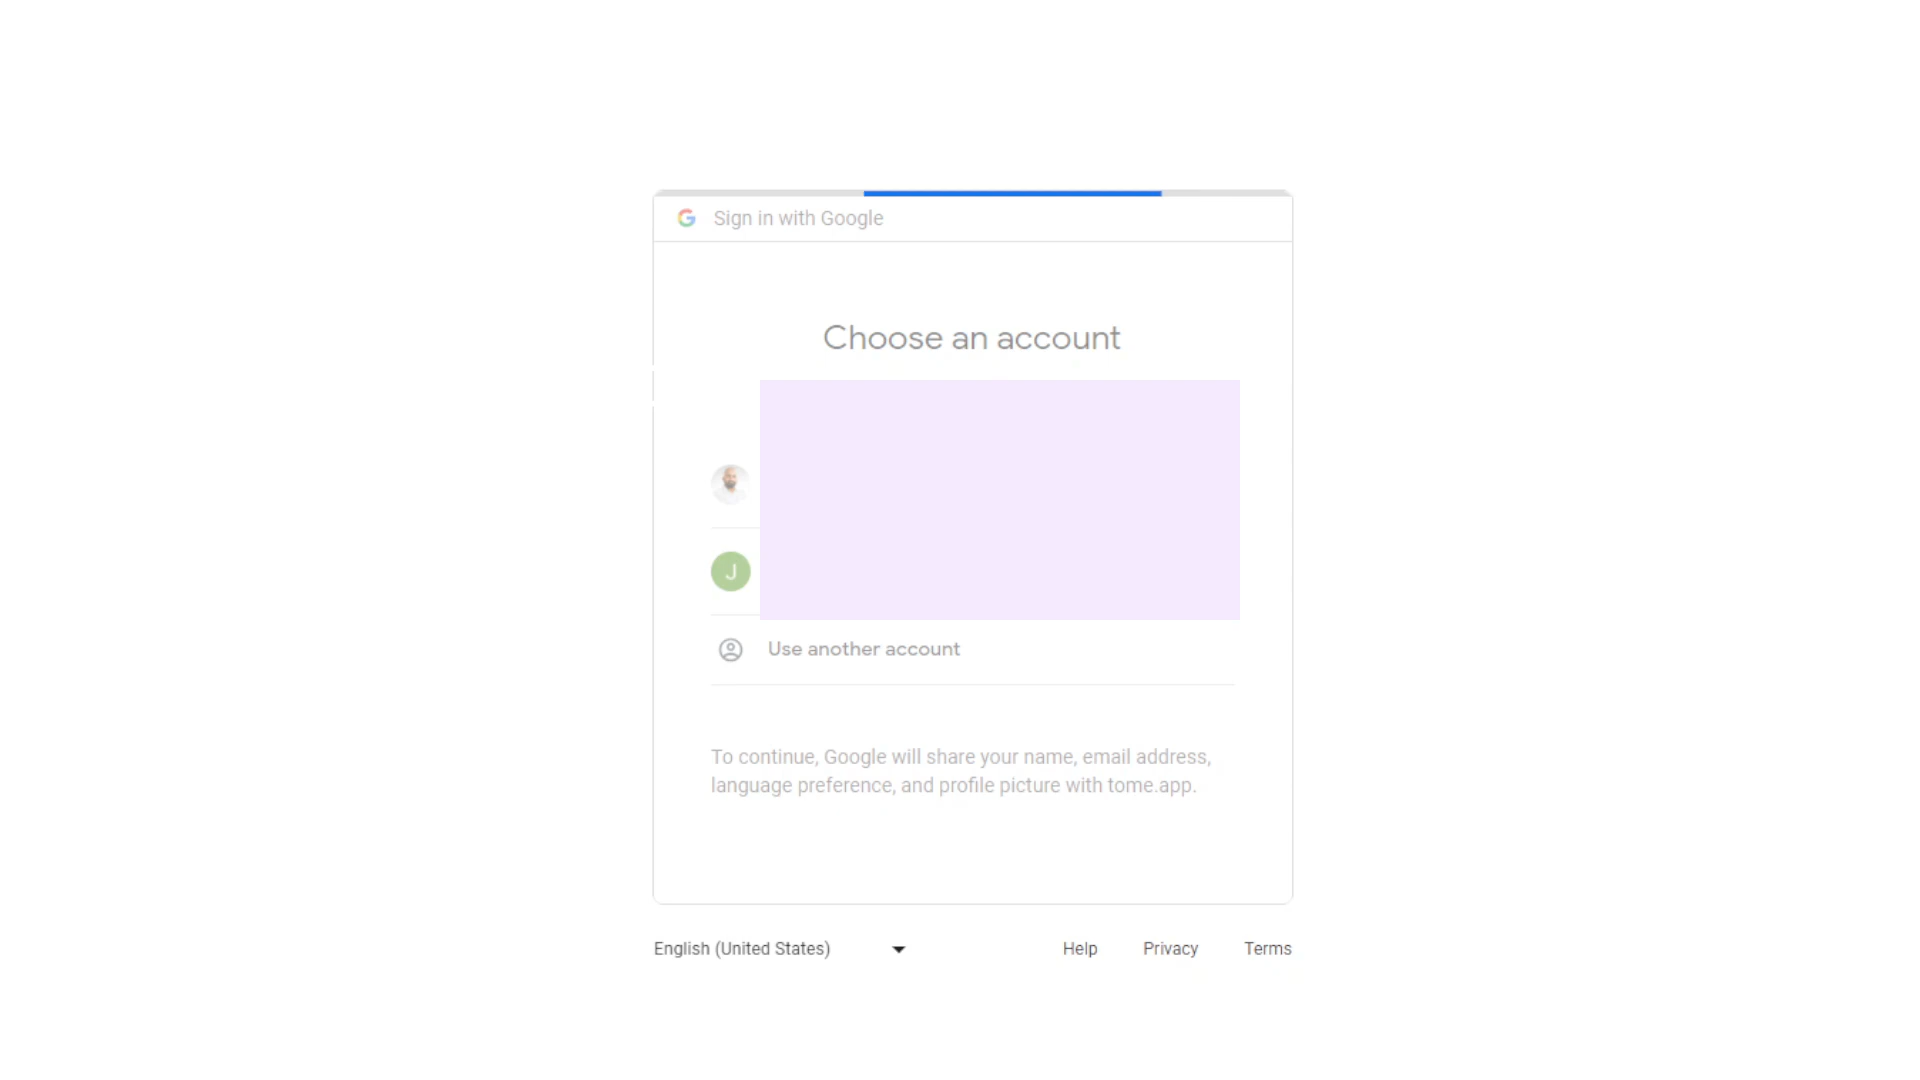 Sign in with Google
Choose an account
J
Use another account
To continue, Google will share your name, email address,
language preference, and profile picture with tome.app.
English (United States)
Help Privacy Terms